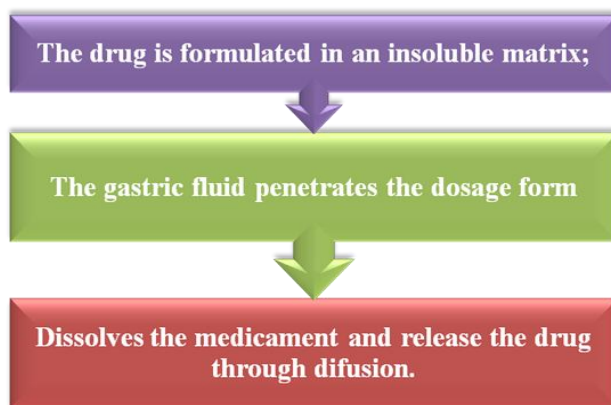 The drug is formulated in an insoluble matrix;
The gastric fluid penetrates the dosage form
Dissolves the medicament and release the drug
through difusion.